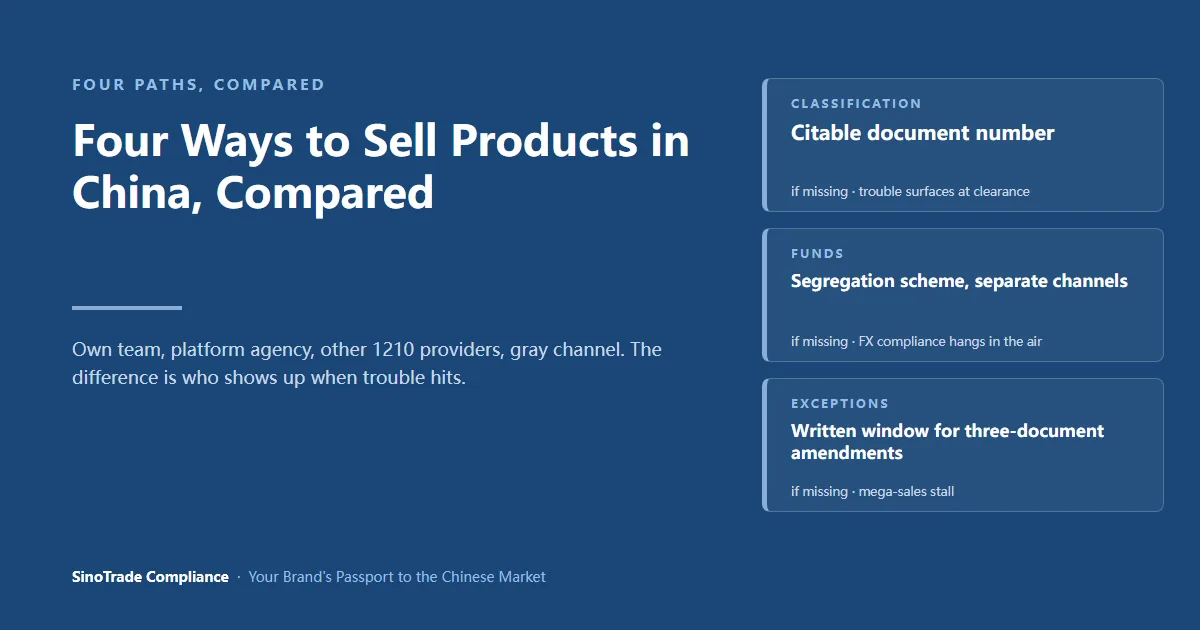 FOUR PATHS, COMPARED
Four Ways to Sell Products in
China, Compared
Own team, platform agency, other 1210 providers, gray channel. The
difference is who shows up when trouble hits.
CLASSIFICATION
Citable document number
if missing · trouble surfaces at clearance
FUNDS
Segregation scheme, separate channels
if missing · FX compliance hangs in the air
EXCEPTIONS
Written window for three-document
amendments
if missing · mega-sales stall
SinoTrade Compliance · Your Brand's Passport to the Chinese Market